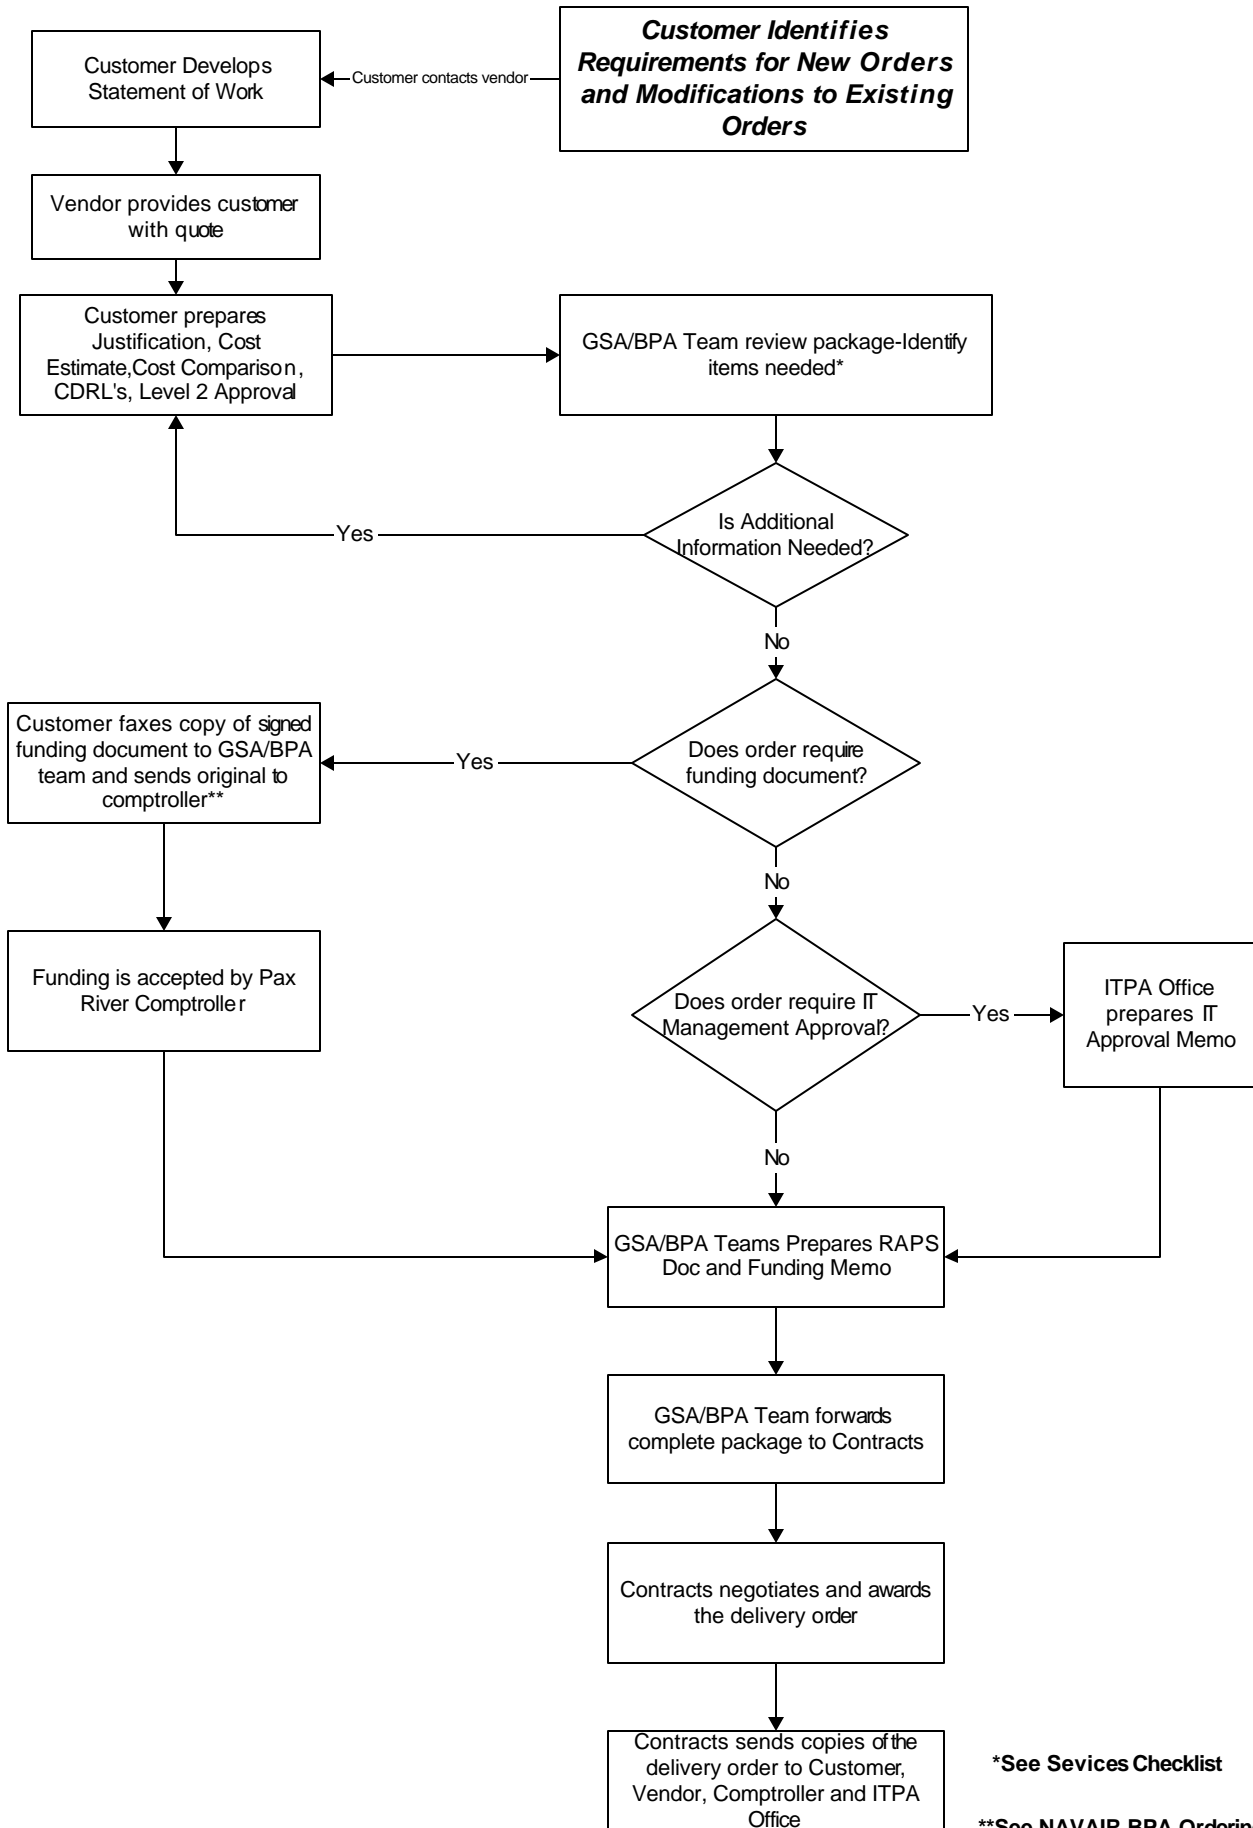 Customer Identifies
Requirements for New Orders
and Modifications to Existing
Orders
Customer contacts vendor
Customer Develops
Statement of Work
Vendor provides customer
with quote
Customer prepares
Justification, Cost
Estimate,Cost Comparison,
CDRL's, Level 2 Approval
GSA/BPA Team review package-Identify
items needed*
Is Additional
Information Needed?
Yes
No
Does order require
funding document?
Yes
Customer faxes copy of signed
funding document to GSA/BPA
team and sends original to
comptroller**
No
Funding is accepted by Pax
River Comptroller
Does order require IT
Management Approval?
Yes
ITPA Office
prepares IT
Approval Memo
No
GSA/BPA Teams Prepares RAPS
Doc and Funding Memo
GSA/BPA Team forwards
complete package to Contracts
Contracts negotiates and awards
the delivery order
Contracts sends copies of the
delivery order to Customer,
Vendor, Comptroller and ITPA
Office
*See Sevices Checklist
**See NAVAIR BPA Ordering